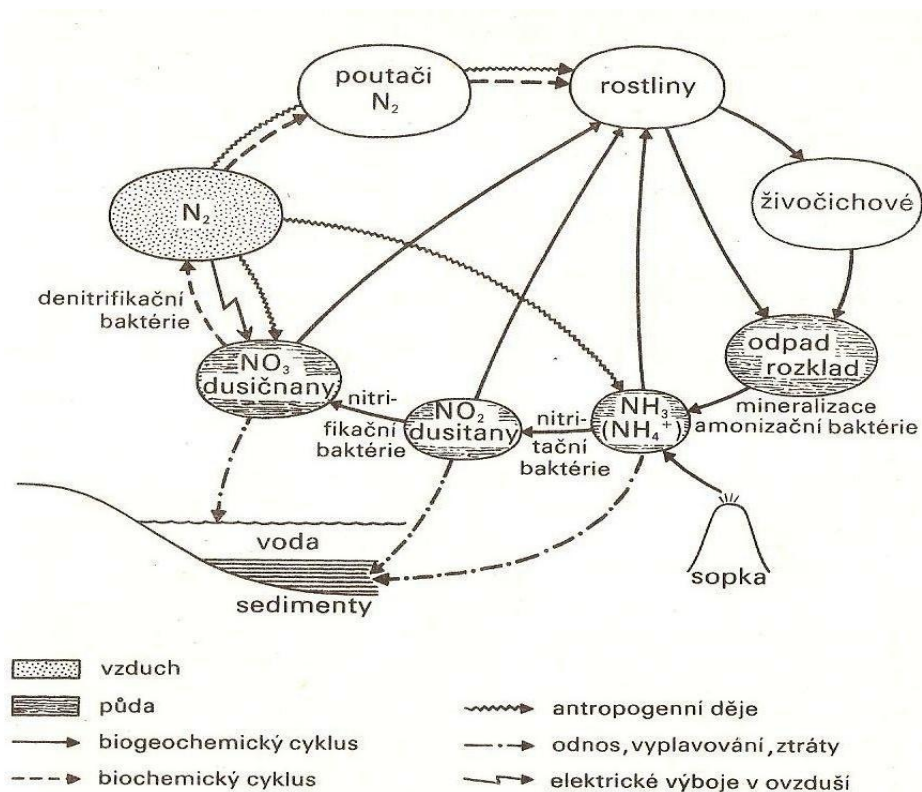 poutači
N₂
rostliny
N₂
živočichové
denitrifikační
baktérie
NO₃
dusičnany
nitri-
fikační
baktérie
NO₂
dusitany
nitri-
tační
baktérie
NH₃
(NH₄⁺)
odpad
rozklad
mineralizace
amonizační baktérie
voda
sedimenty
sopka
vzduch
půda
biogeochemický cyklus
biochemický cyklus
antropogenní děje
odnos, vyplavování, ztráty
elektrické výboje v ovzduší